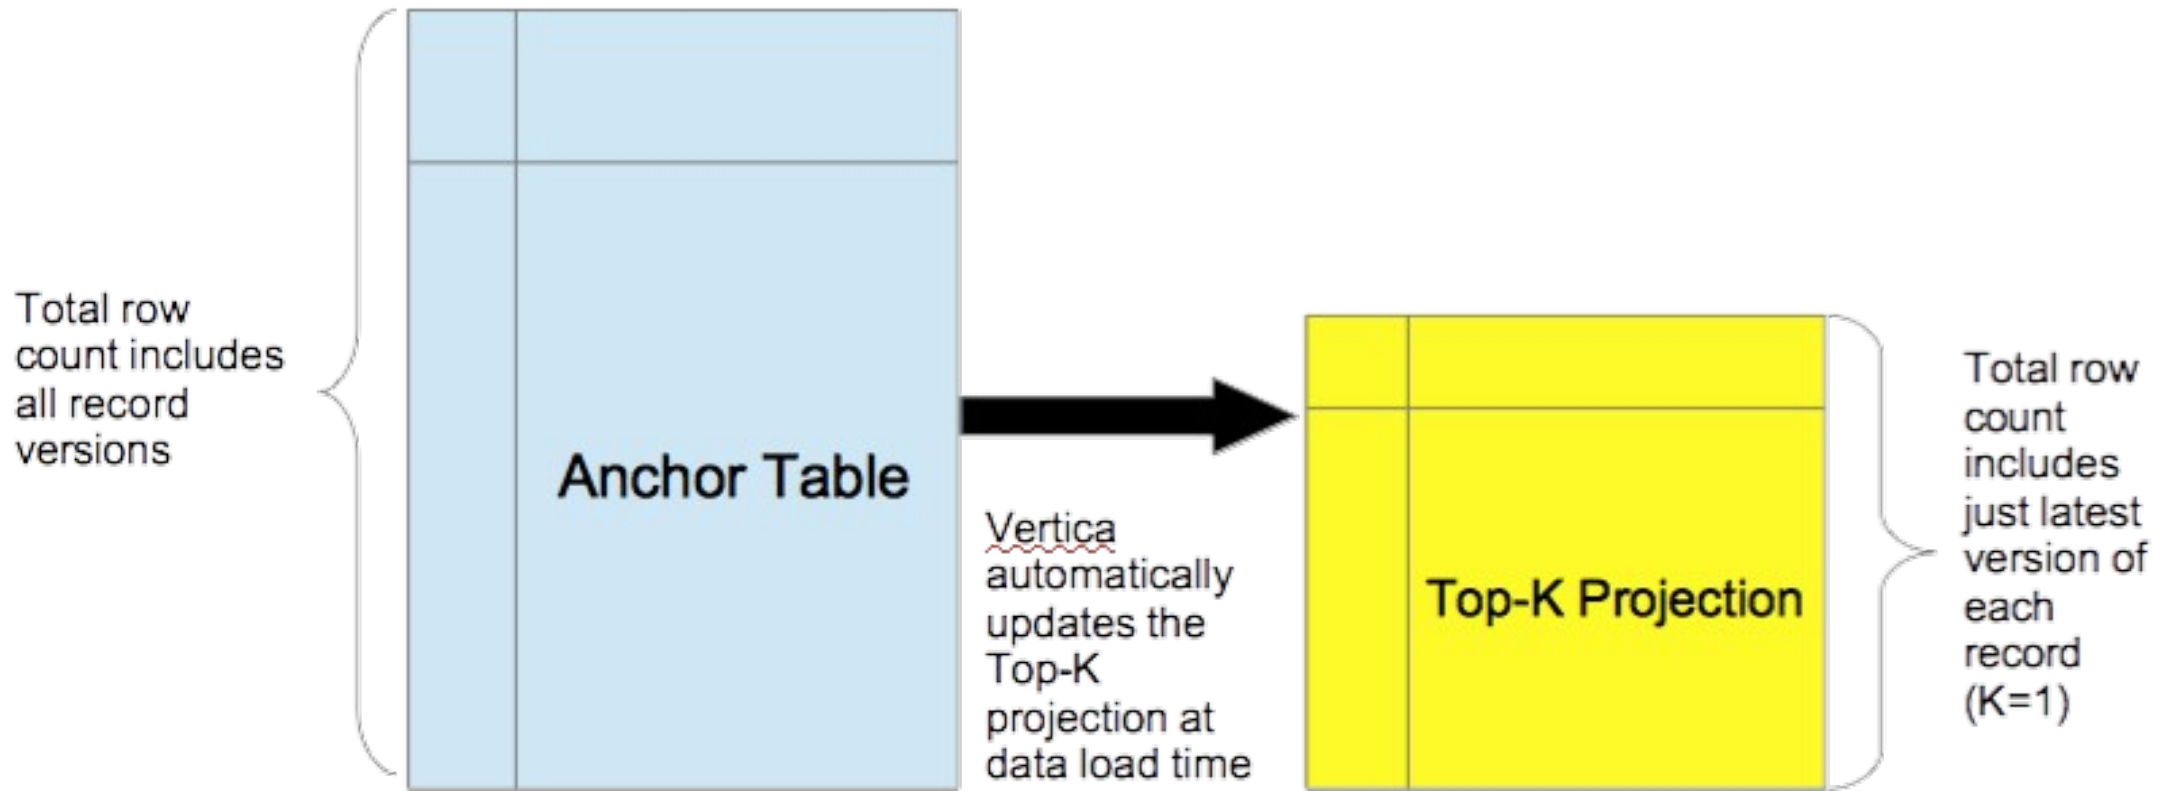 Total row
count includes
all record
versions
Anchor Table
Vertica
automatically
updates the
Top-K
projection at
data load time
Top-K Projection
Total row
count
includes
just latest
version of
each
record
(K=1)